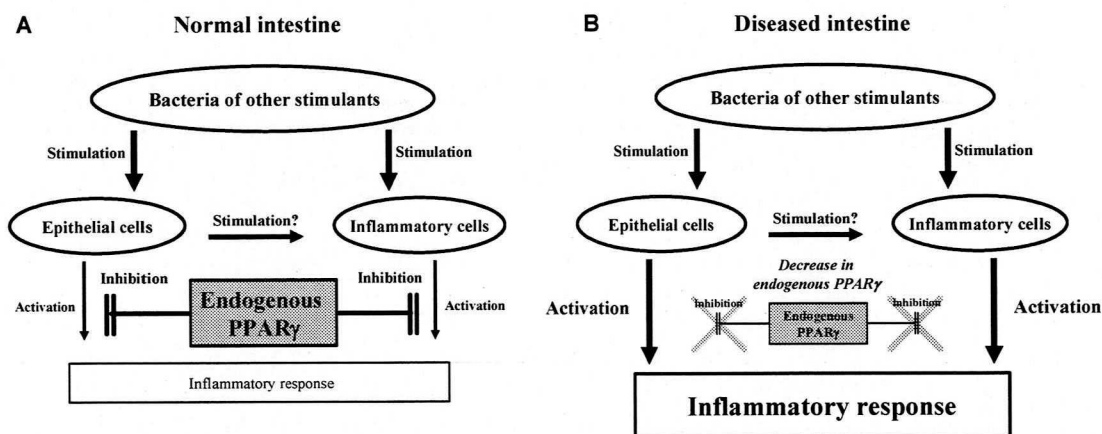 A
Normal intestine
Bacteria of other stimulants
Stimulation
Stimulation
Epithelial cells
Stimulation?
Inflammatory cells
Inhibition
Inhibition
Activation
Endogenous
PPARγ
Activation
Inflammatory response
B
Diseased intestine
Bacteria of other stimulants
Stimulation
Stimulation
Epithelial cells
Stimulation?
Inflammatory cells
Decrease in
endogenous PPARγ
Activation
Inhibition
Inhibition
Activation
Endogenous
PPARγ
Inflammatory response